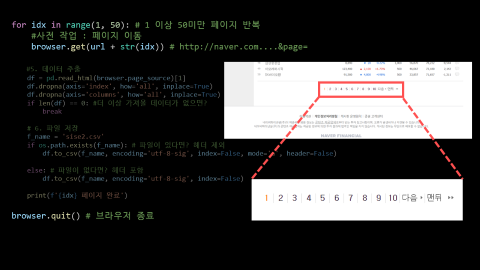 for idx in range(1, 50): # 1 이상 50미만 페이지 반복
#사전 작업 : 페이지 이동
browser.get(url + str(idx)) # http://naver.com....&page=
#5. 데이터 추출
df = pd.read_html(browser.page_source)[1]
df.dropna(axis='index', how='all', inplace=True)
df.dropna(axis='columns', how='all', inplace=True)
if len(df) == 0: #더 이상 가져올 데이터가 없으면?
break
# 6. 파일 저장
f_name = 'sise2.csv'
if os.path.exists(f_name): # 파일이 있다면? 헤더 제외
df.to_csv(f_name, encoding='utf-8-sig', index=False, mode='a', header=False)
else: # 파일이 없다면? 헤더 포함
df.to_csv(f_name, encoding='utf-8-sig', index=False)
print(f'{idx} 페이지 완료')
browser.quit() # 브라우저 종료
NAVER FINANCIAL
1 2 3 4 5 6 7 8 9 10 다음 맨뒤